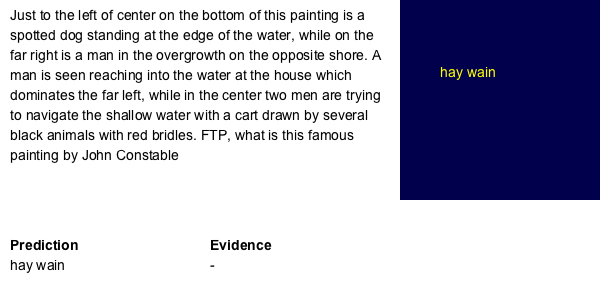 Just to the left of center on the bottom of this painting is a
spotted dog standing at the edge of the water, while on the
far right is a man in the overgrowth on the opposite shore. A
man is seen reaching into the water at the house which
dominates the far left, while in the center two men are trying
to navigate the shallow water with a cart drawn by several
black animals with red bridles. FTP, what is this famous
painting by John Constable
hay wain
Prediction Evidence
hay wain -